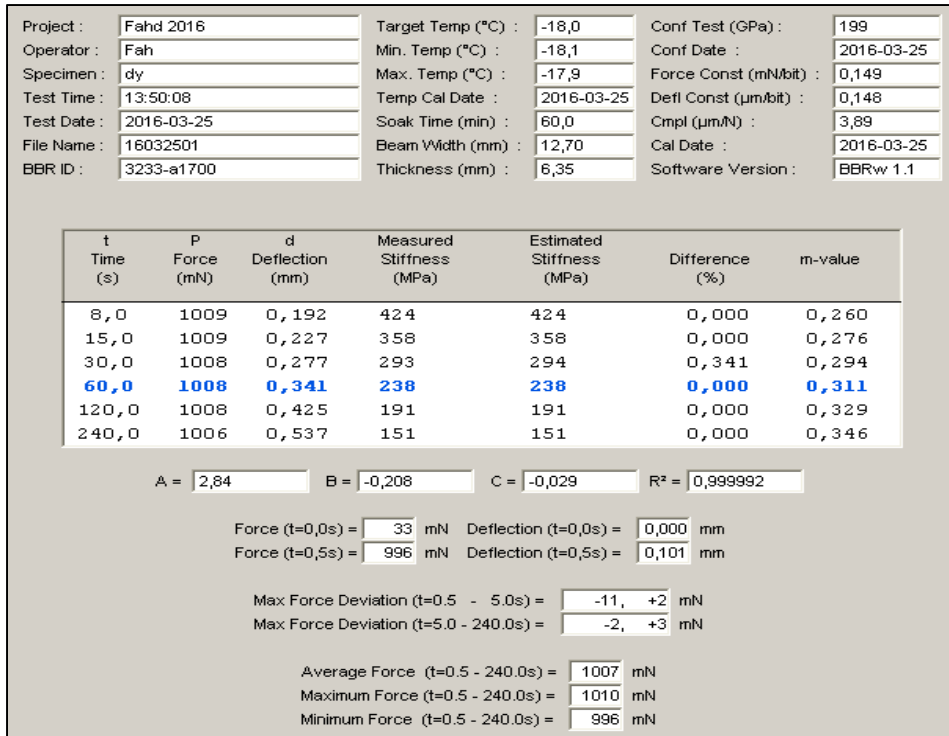 Project : Fahd 2016 Target Temp (°C) : -18,0 Conf Test (GPa) : 199
Operator : Fah Min. Temp (°C) : -18,1 Conf Date : 2016-03-25
Specimen : dy Max. Temp (°C) : -17,9 Force Const (mN/bit) : 0,149
Test Time : 13:50:08 Temp Cal Date : 2016-03-25 Defl Const (µm/bit) : 0,148
Test Date : 2016-03-25 Soak Time (min) : 60,0 Cmpl (µm/N) : 3,89
File Name : 16032501 Beam Width (mm) : 12,70 Cal Date : 2016-03-25
BBR ID : 3233-a1700 Thickness (mm) : 6,35 Software Version : BBRw 1.1
t P d Measured Estimated
Time Force Deflection Stiffness Stiffness Difference m-value
(s) (mN) (mm) (MPa) (MPa) (%)
8,0 1009 0,192 424 424 0,000 0,260
15,0 1009 0,227 358 358 0,000 0,276
30,0 1008 0,277 293 294 0,341 0,294
60,0 1008 0,341 238 238 0,000 0,311
120,0 1008 0,425 191 191 0,000 0,329
240,0 1006 0,537 151 151 0,000 0,346
A = 2,84 B = -0,208 C = -0,029 R² = 0,999992
Force (t=0,0s) = 33 mN Deflection (t=0,0s) = 0,000 mm
Force (t=0,5s) = 996 mN Deflection (t=0,5s) = 0,101 mm
Max Force Deviation (t=0.5 - 5.0s) = -11, +2 mN
Max Force Deviation (t=5.0 - 240.0s) = -2, +3 mN
Average Force (t=0.5 - 240.0s) = 1007 mN
Maximum Force (t=0.5 - 240.0s) = 1010 mN
Minimum Force (t=0.5 - 240.0s) = 996 mN